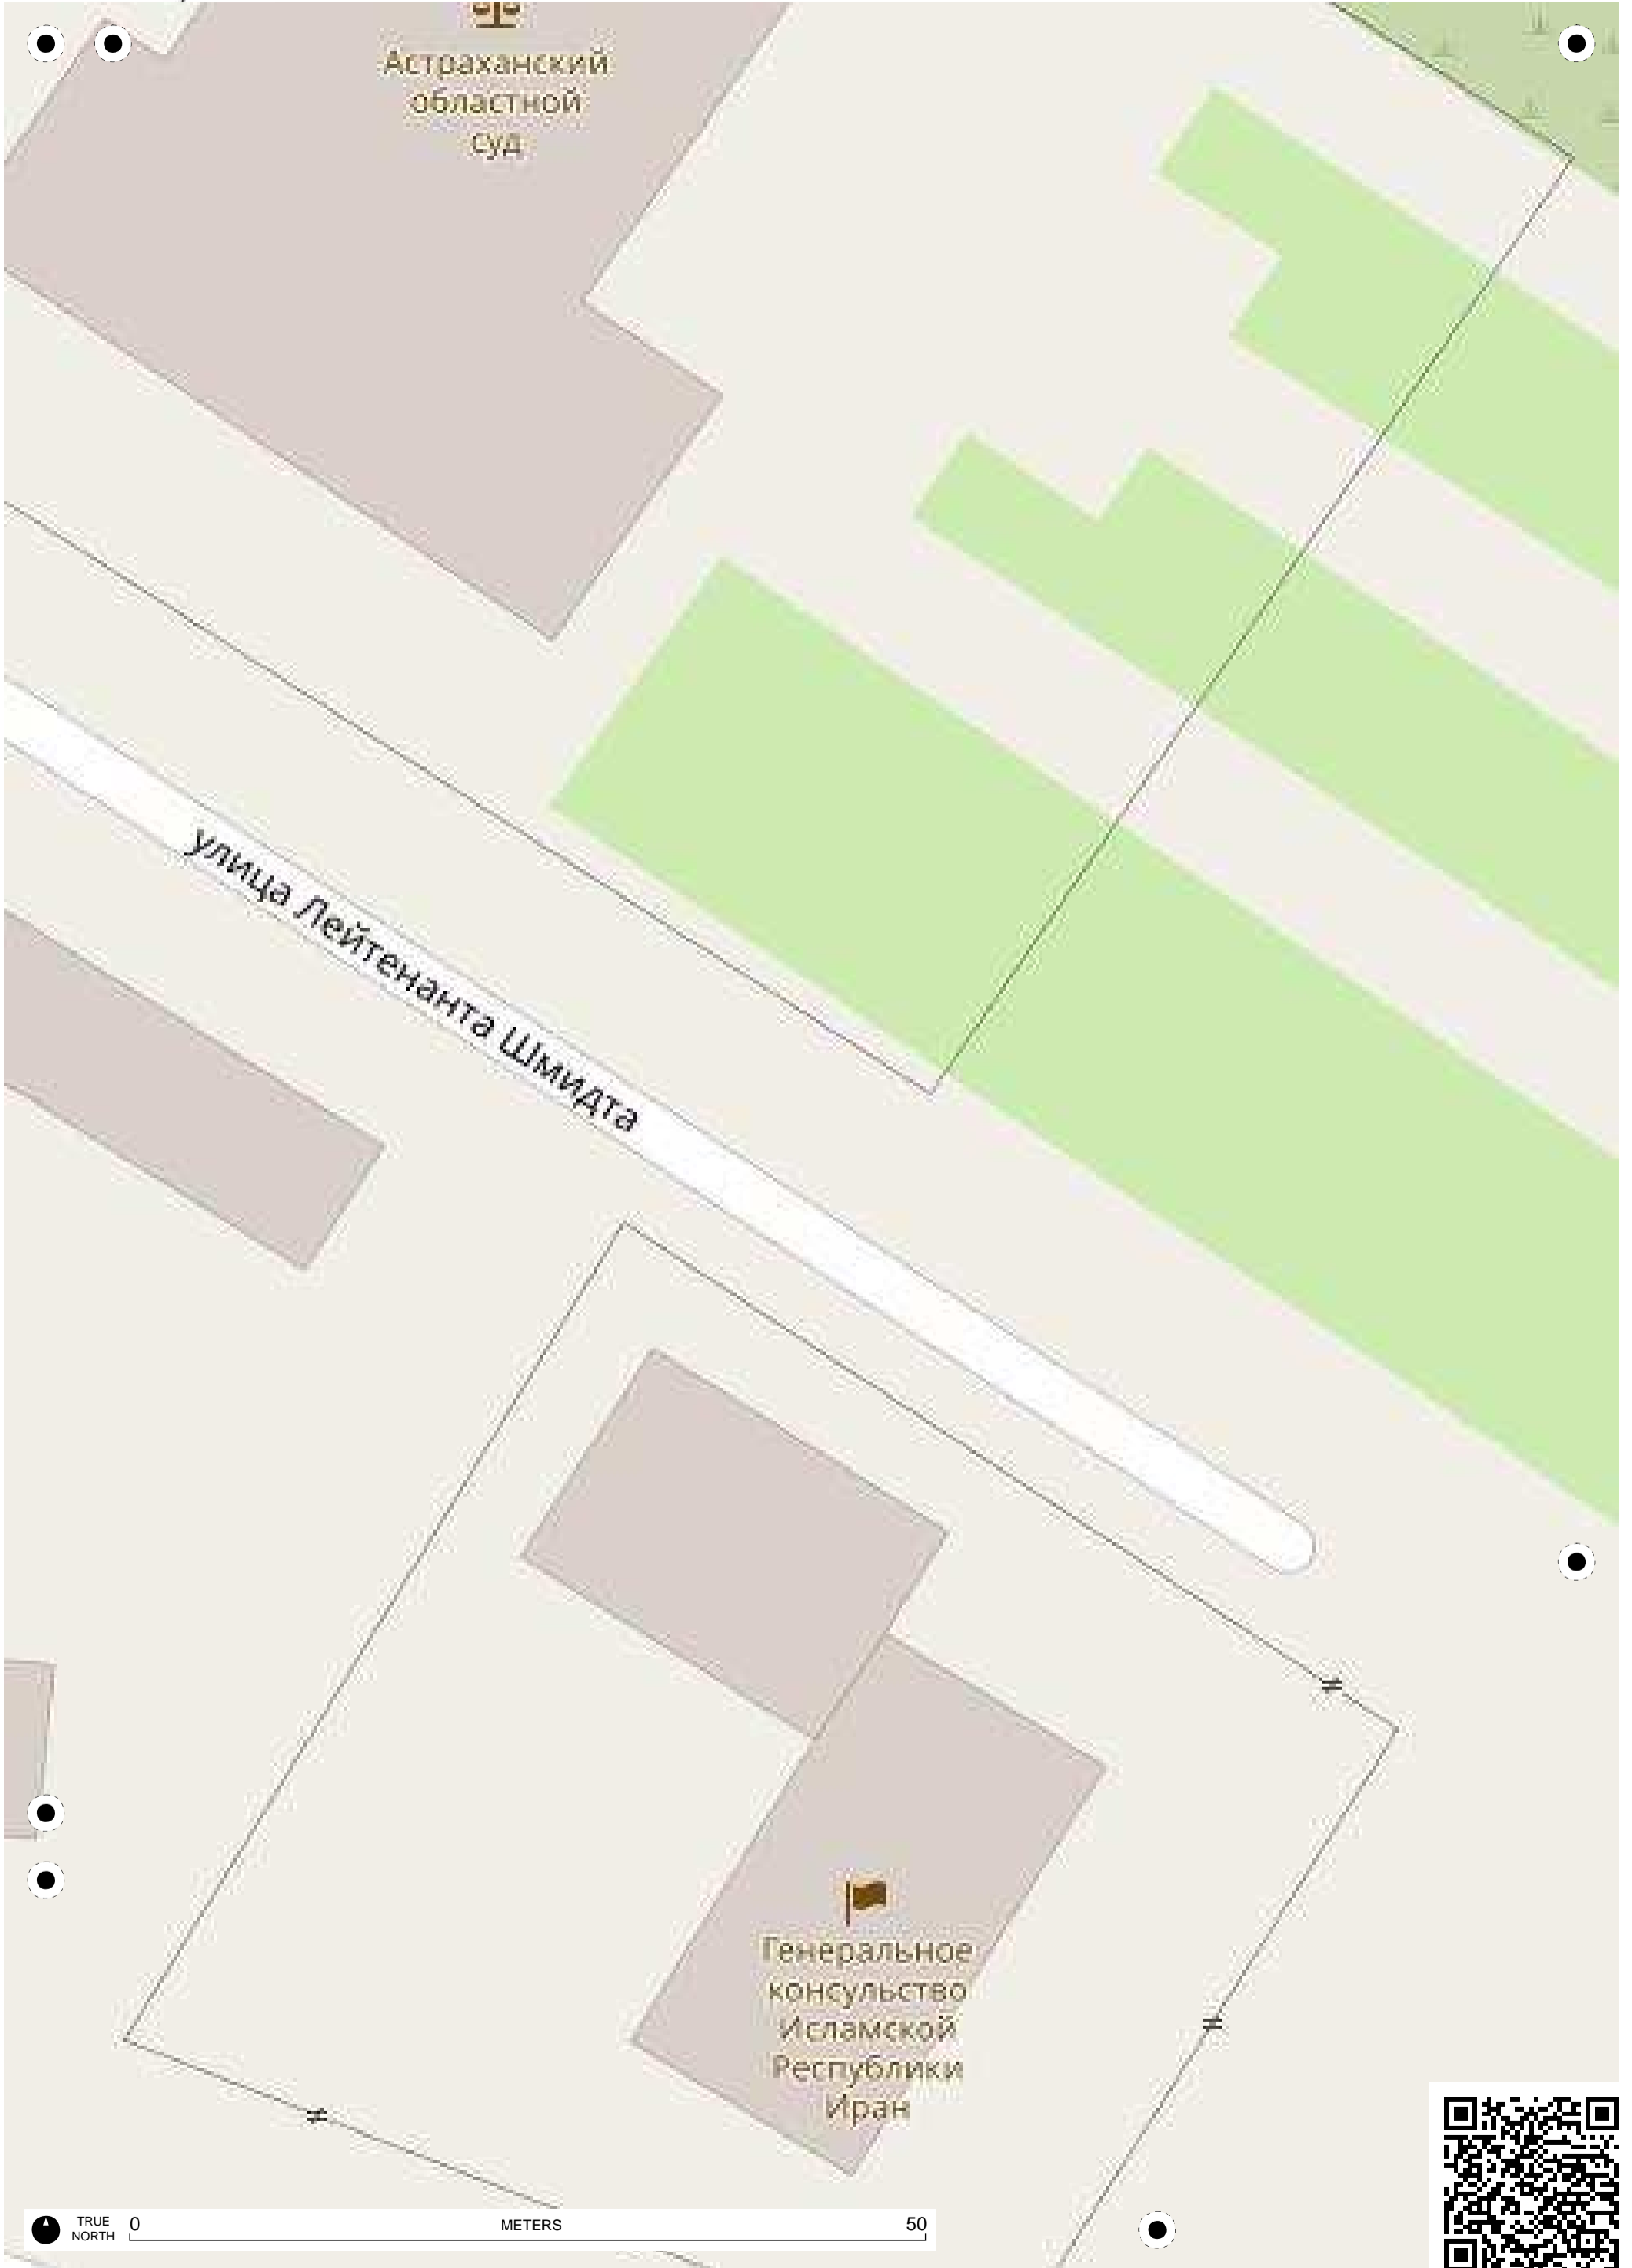 Астраханский
областной
суд
улица Лейтенанта Шмидта
Генеральное
консульство
Исламской
Республики
Иран
TRUE
NORTH
0 METERS 50